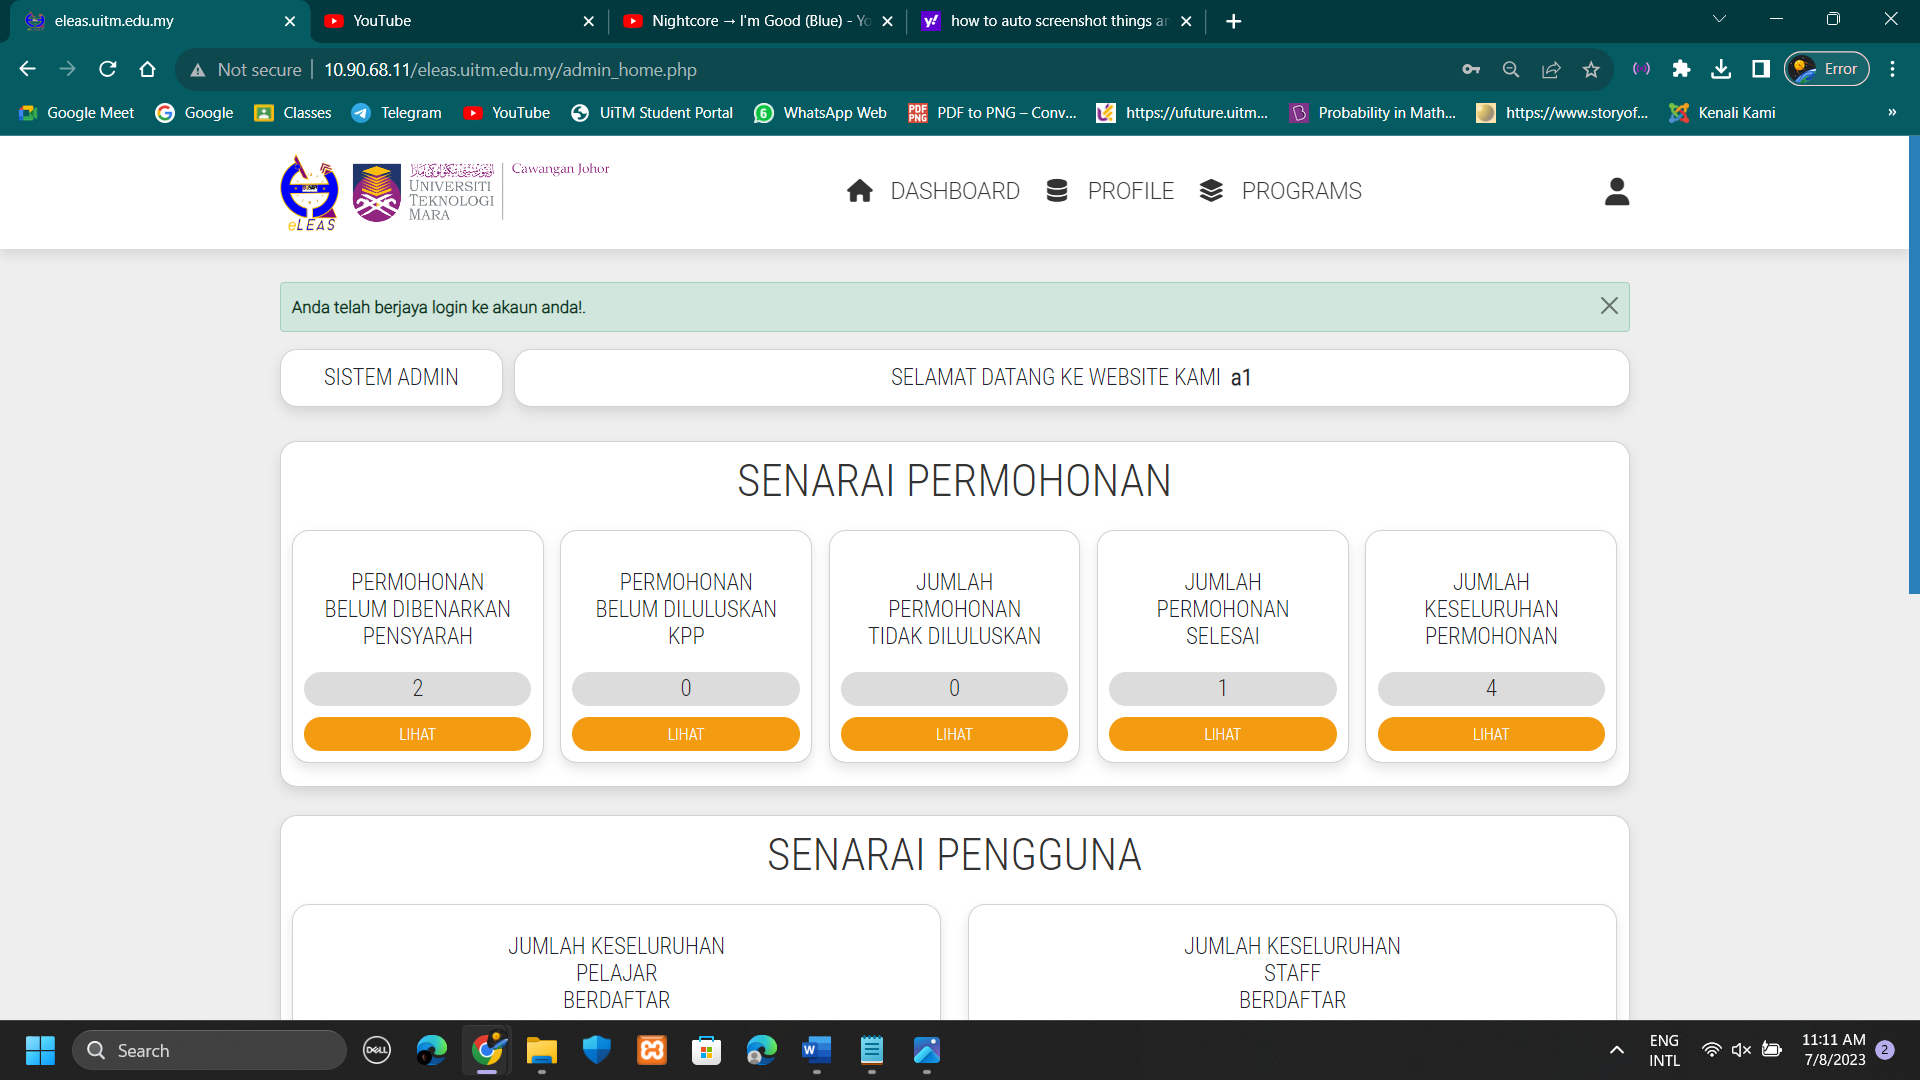 eleas.uitm.edu.my
YouTube
Nightcore → I'm Good (Blue) - Yo
how to auto screenshot things an
Not secure
10.90.68.11/eleas.uitm.edu.my/admin_home.php
Error
Google Meet
Google
Classes
Telegram
YouTube
UiTM Student Portal
WhatsApp Web
PDF to PNG – Conv...
https://ufuture.uitm...
Probability in Math...
https://www.storyof...
Kenali Kami
»
eLEAS
UNIVERSITI
TEKNOLOGI
MARA
Cawangan Johor
DASHBOARD
PROFILE
PROGRAMS
Anda telah berjaya login ke akaun anda!.
SISTEM ADMIN
SELAMAT DATANG KE WEBSITE KAMI a1
SENARAI PERMOHONAN
PERMOHONAN
BELUM DIBENARKAN
PENSYARAH
2
LIHAT
PERMOHONAN
BELUM DILULUSKAN
KPP
0
LIHAT
JUMLAH
PERMOHONAN
TIDAK DILULUSKAN
0
LIHAT
JUMLAH
PERMOHONAN
SELESAI
1
LIHAT
JUMLAH
KESELURUHAN
PERMOHONAN
4
LIHAT
SENARAI PENGGUNA
JUMLAH KESELURUHAN
PELAJAR
BERDAFTAR
JUMLAH KESELURUHAN
STAFF
BERDAFTAR
Search
DELL
ENG
INTL
11:11 AM
7/8/2023
2